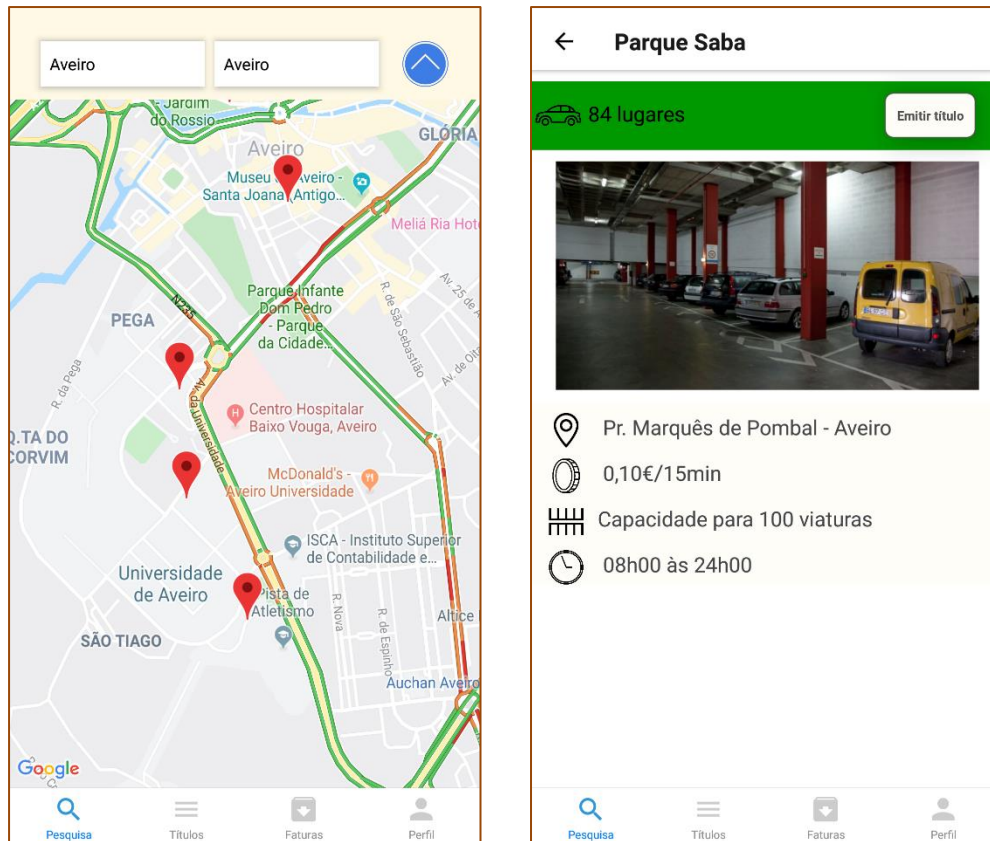 Aveiro
Aveiro
Jardim
do Rossio
GLÓRIA
Aveiro
Museu Aveiro -
Santa Joana (Antigo...
Meliá Ria Hot
Av. 25 de
N235
PEGA
Parque Infante
Dom Pedro
- Parque
da Cidade...
R. de São Sebastião
R. da Pega
Av. da Universidade
Centro Hospitalar
Baixo Vouga, Aveiro
Q.TA DO
CORVIM
McDonald's -
Aveiro Universidade
ISCA - Instituto Superior
de Contabilidade e...
Universidade
de Aveiro
Pista de
Atletismo
R. Nova
R. de Espinho
Altice
SÃO TIAGO
Auchan Aveiro
Google
Pesquisa
Títulos
Faturas
Perfil
Parque Saba
84 lugares
Emitir título
Pr. Marquês de Pombal - Aveiro
0,10€/15min
Capacidade para 100 viaturas
08h00 às 24h00
Pesquisa
Títulos
Faturas
Perfil